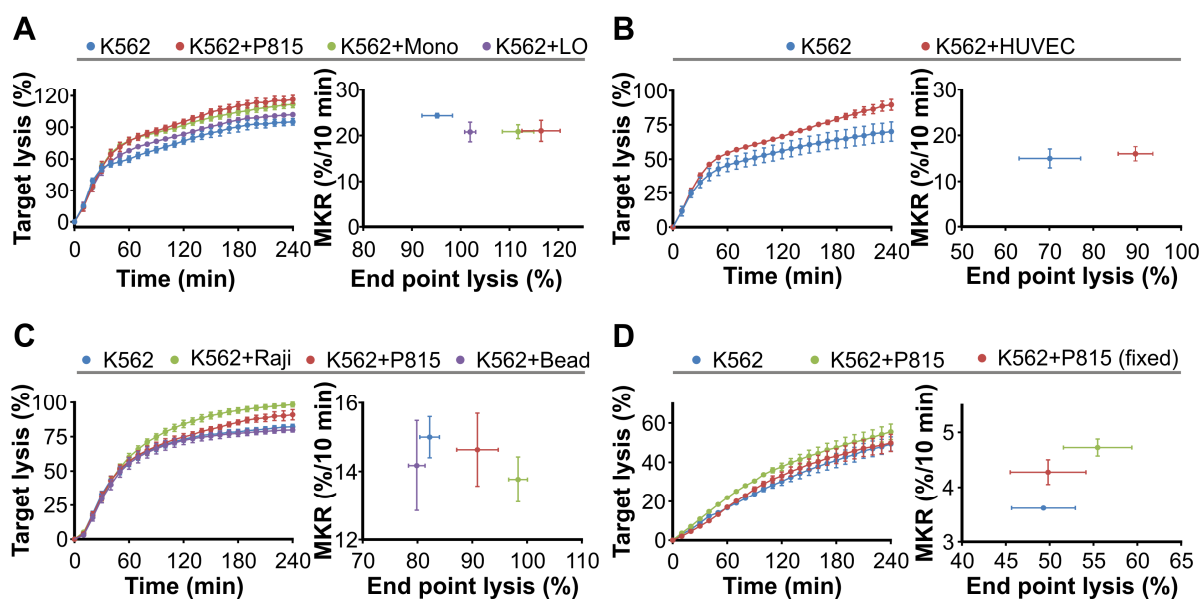 A
K562 K562+P815 K562+Mono K562+LO
Target lysis (%)
120
90
60
30
0
0 60 120 180 240
Time (min)
MKR (%/10 min)
30
20
10
0
80 90 100 110 120
End point lysis (%)
B
K562 K562+HUVEC
Target lysis (%)
100
75
50
25
0
0 60 120 180 240
Time (min)
MKR (%/10 min)
30
20
10
0
50 60 70 80 90 100
End point lysis (%)
C
K562 K562+Raji K562+P815 K562+Bead
Target lysis (%)
100
75
50
25
0
0 60 120 180 240
Time (min)
MKR (%/10 min)
16
14
12
70 80 90 100 110
End point lysis (%)
D
K562 K562+P815 K562+P815 (fixed)
Target lysis (%)
60
40
20
0
0 60 120 180 240
Time (min)
MKR (%/10 min)
5
4
3
40 45 50 55 60 65
End point lysis (%)